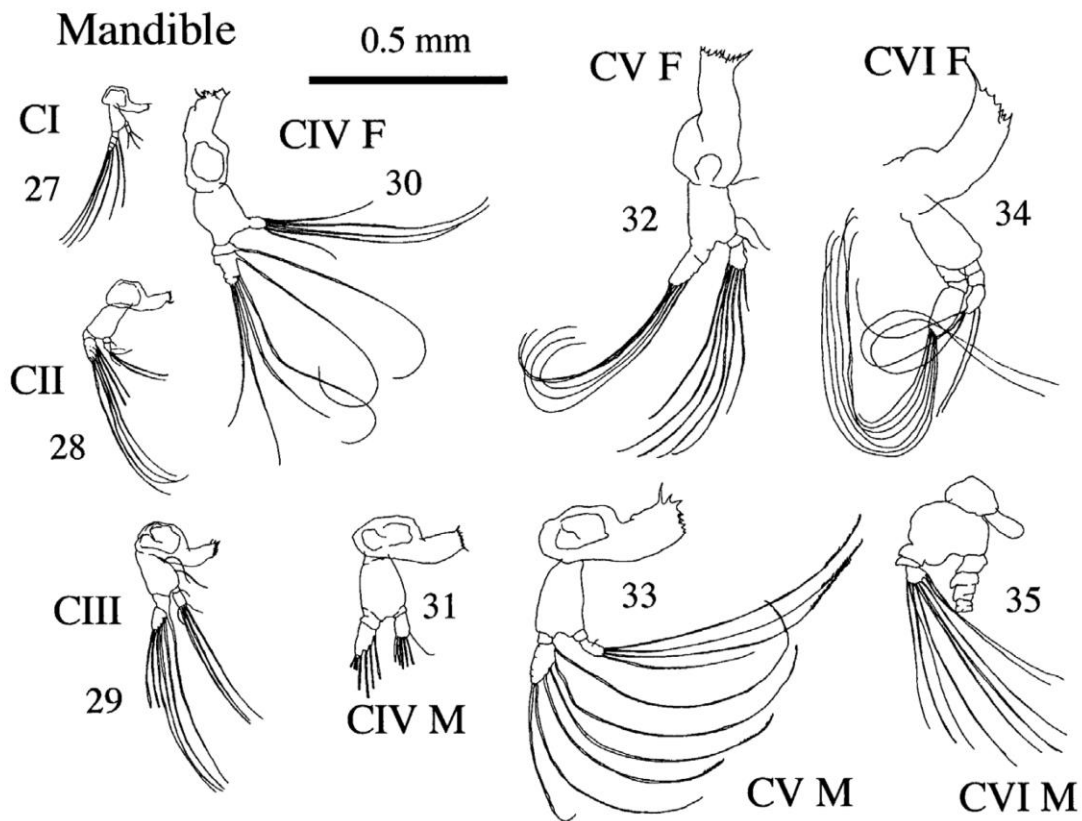 Mandible
0.5 mm
CI
27
CIV F
30
CV F
32
CVI F
34
CII
28
CIII
29
31
CIV M
33
CV M
35
CVI M